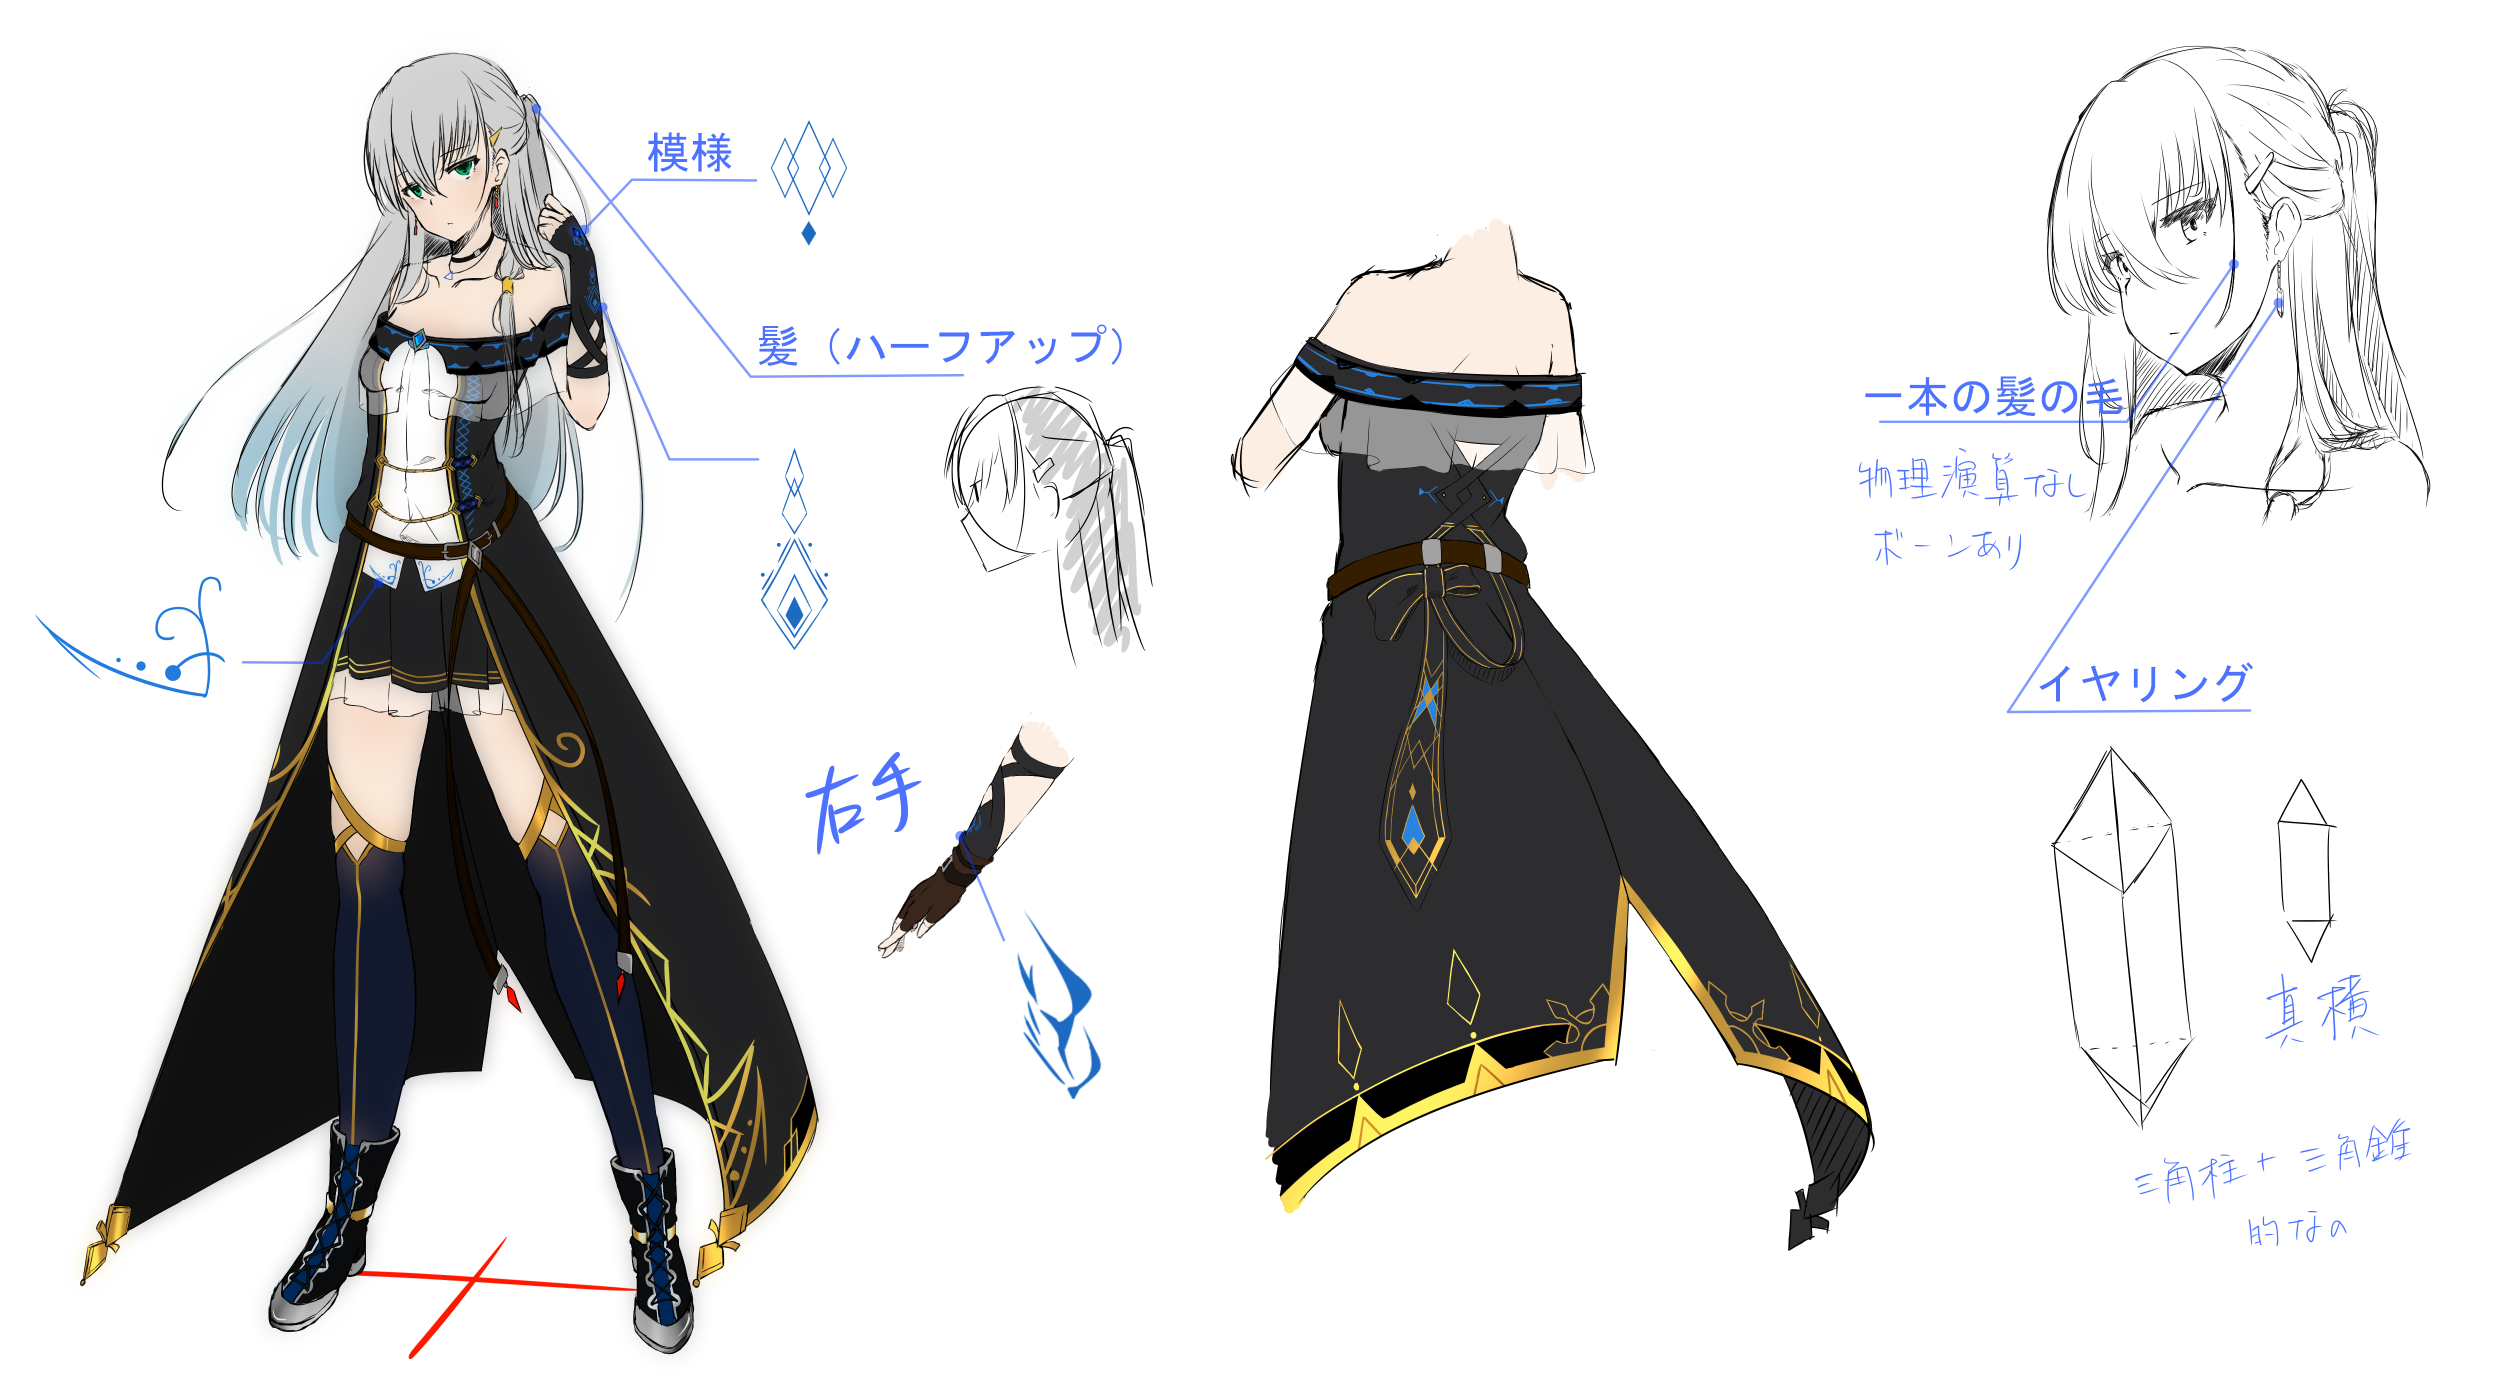 模様
髪（ハーフアップ）
右手
一本の髪の毛
物理演算なし
ボーンあり
イヤリング
真横
三角柱＋三角錐
的なの